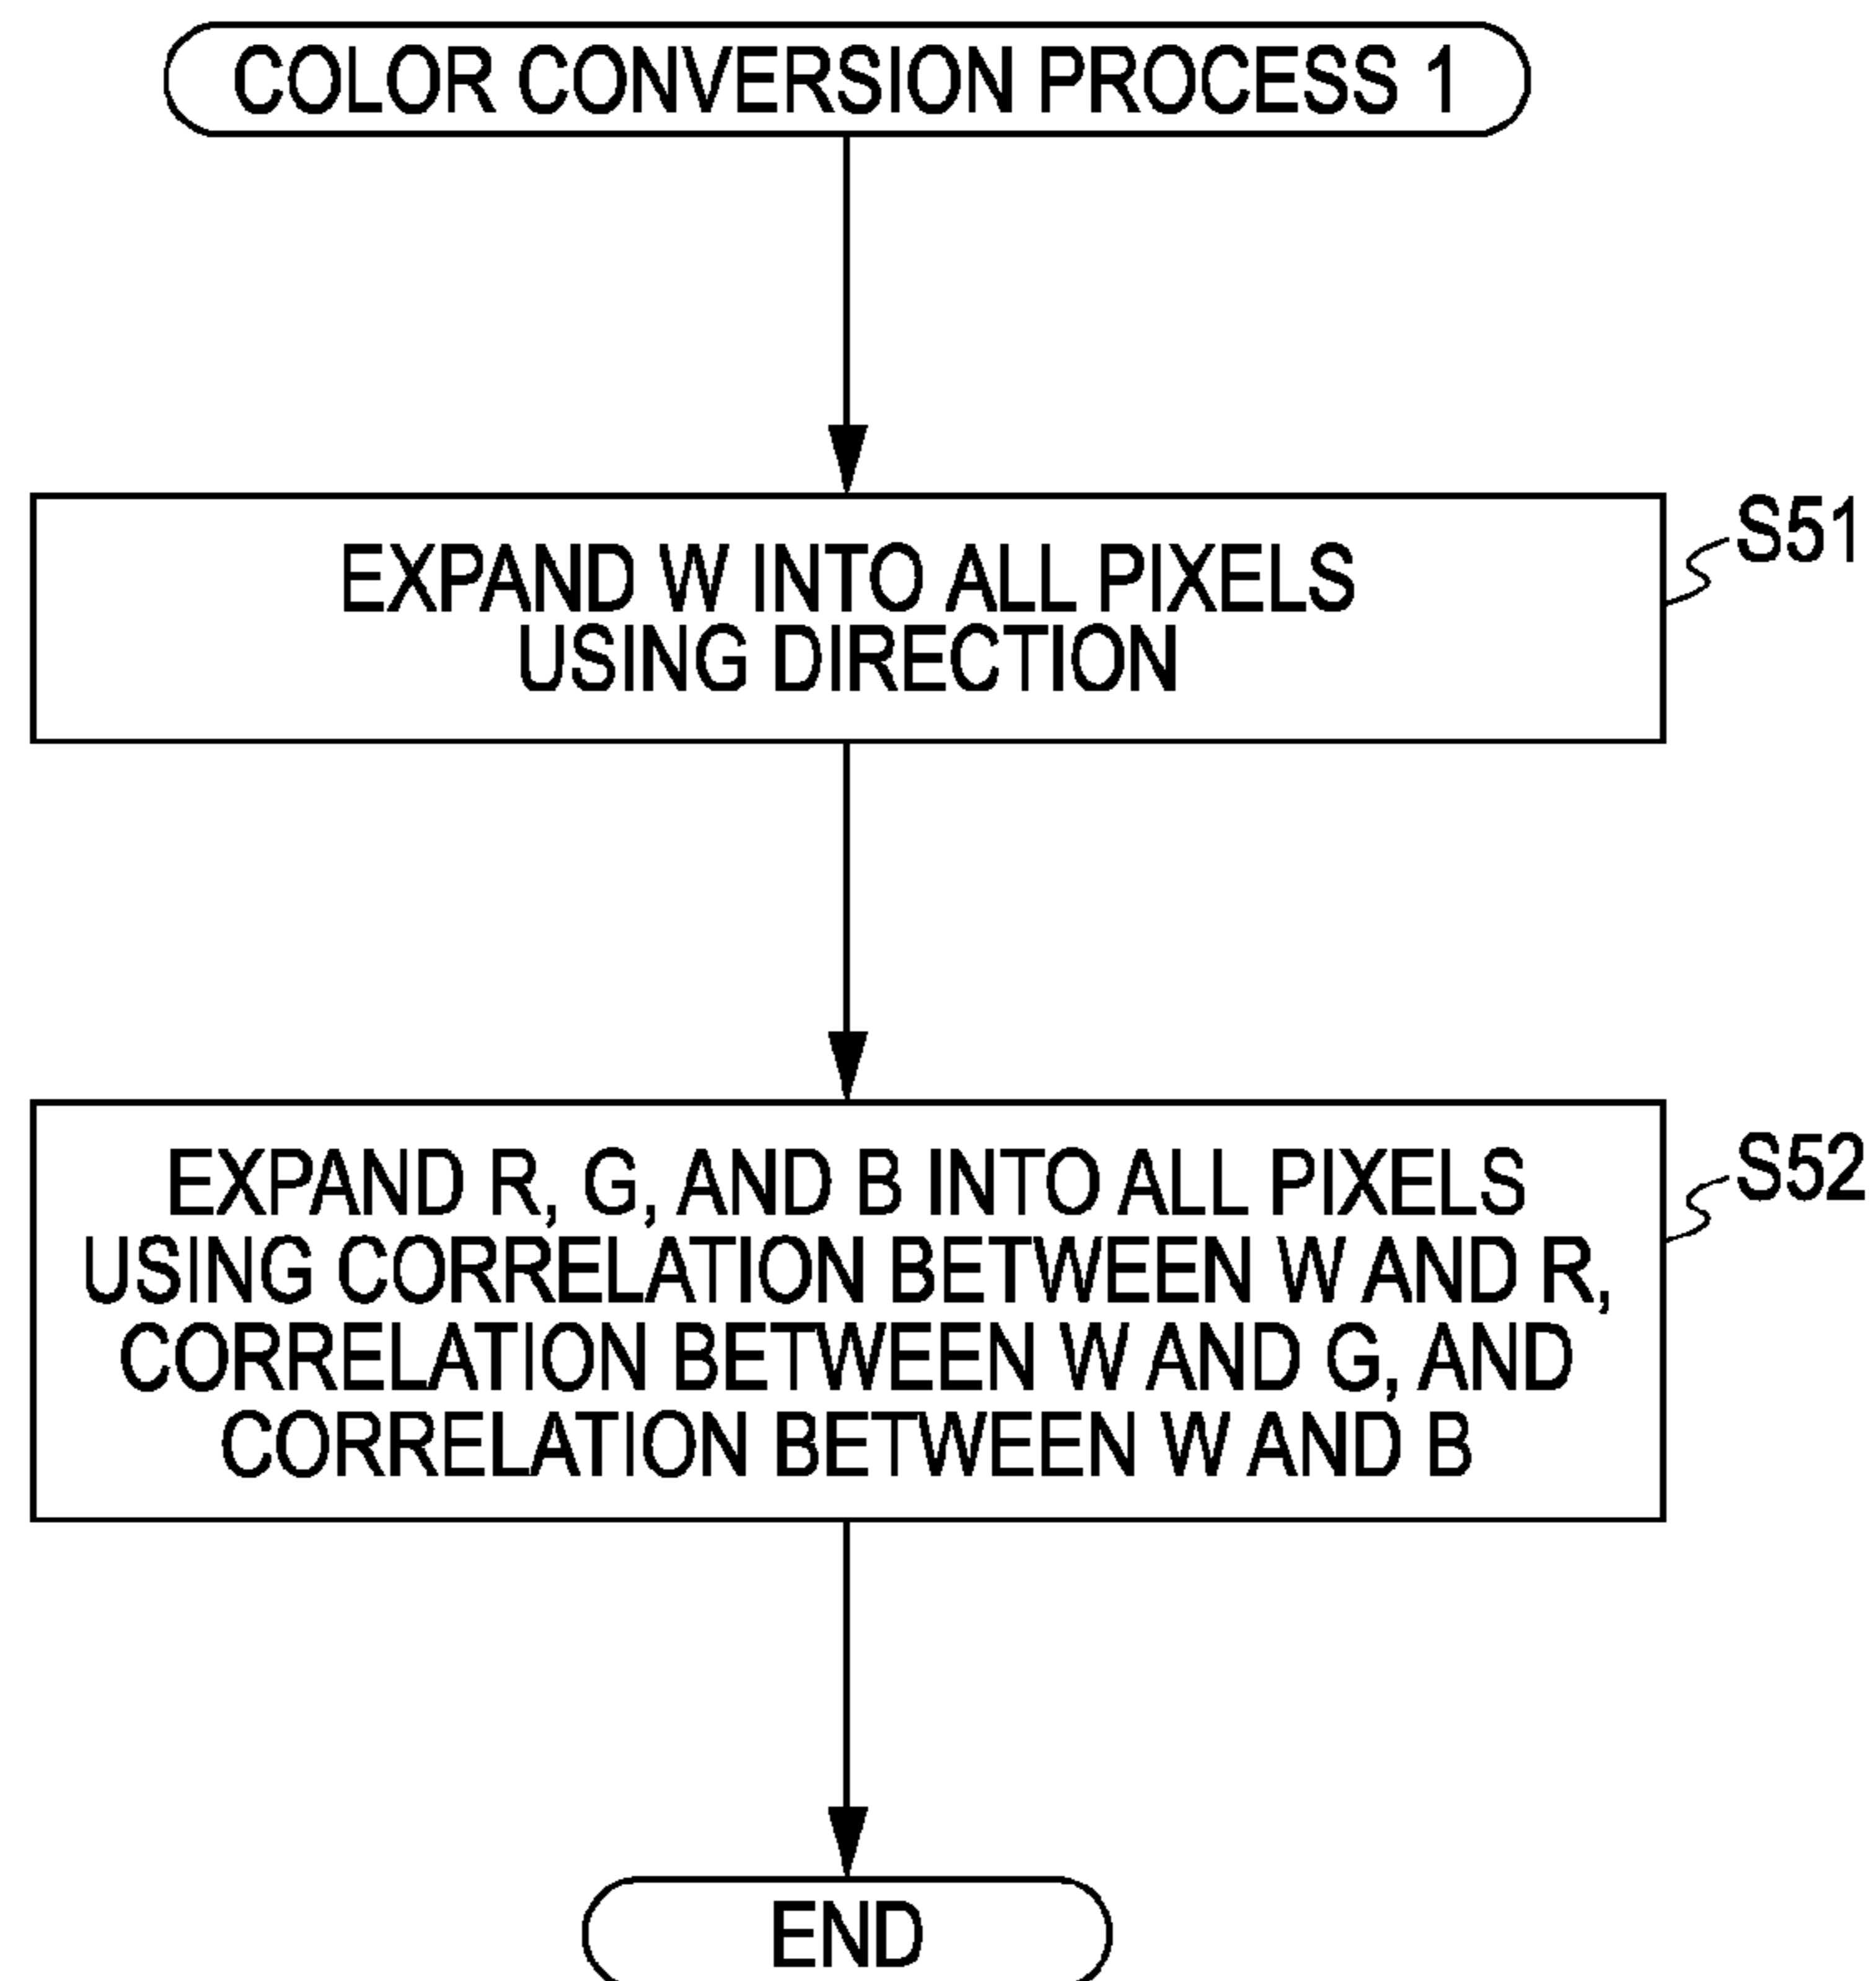 COLOR CONVERSION PROCESS 1
EXPAND W INTO ALL PIXELS
USING DIRECTION
S51
EXPAND R, G, AND B INTO ALL PIXELS
USING CORRELATION BETWEEN W AND R,
CORRELATION BETWEEN W AND G, AND
CORRELATION BETWEEN W AND B
S52
END